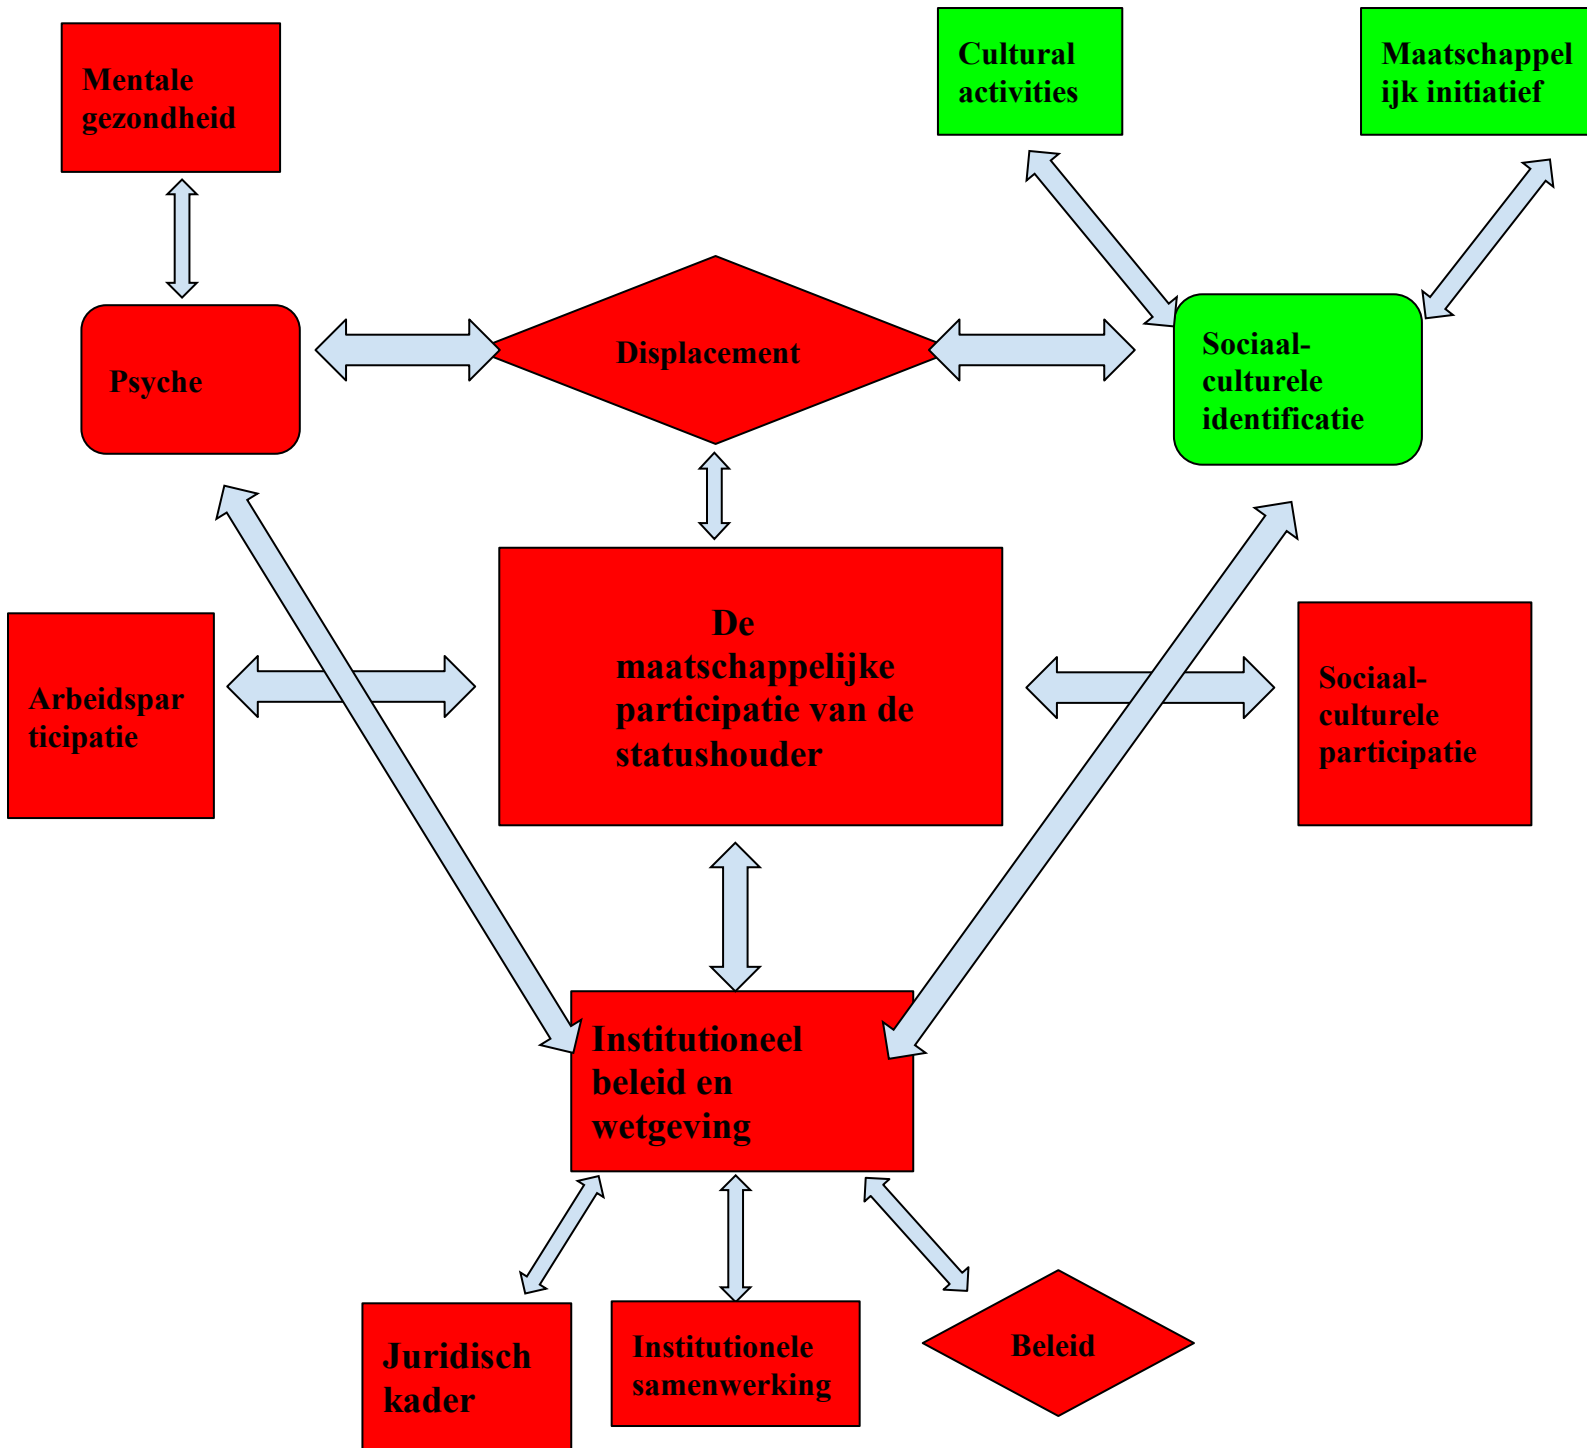 Mentale
gezondheid
Cultural
activities
Maatschappel
ijk initiatief
Psyche
Displacement
Sociaal-
culturele
identificatie
De
maatschappelijke
participatie van de
statushouder
Arbeidspar
ticipatie
Sociaal-
culturele
participatie
Institutioneel
beleid en
wetgeving
Juridisch
kader
Institutionele
samenwerking
Beleid